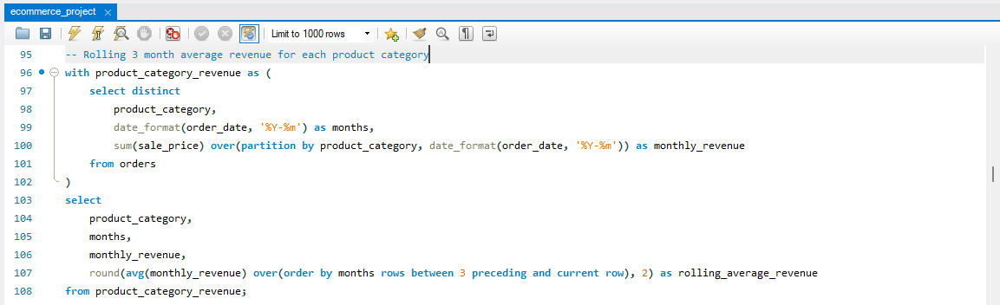 ecommerce_project
Limit to 1000 rows
95 -- Rolling 3 month average revenue for each product category
96 with product_category_revenue as (
97 select distinct
98 product_category,
99 date_format(order_date, '%Y-%m') as months,
100 sum(sale_price) over(partition by product_category, date_format(order_date, '%Y-%m')) as monthly_revenue
101 from orders
102 )
103 select
104 product_category,
105 months,
106 monthly_revenue,
107 round(avg(monthly_revenue) over(order by months rows between 3 preceding and current row), 2) as rolling_average_revenue
108 from product_category_revenue;